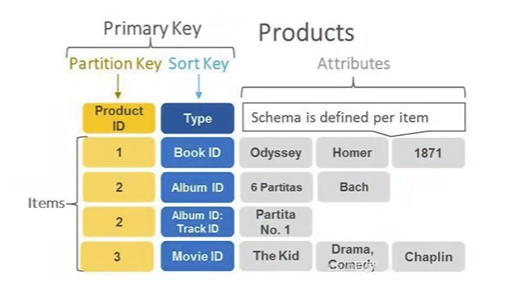 Primary Key
Products
Partition Key
Sort Key
Attributes
Product
ID
Type
Schema is defined per item
Items
1
Book ID
Odyssey
Homer
1871
2
Album ID
6 Partitas
Bach
2
Album ID:
Track ID
Partita
No. 1
3
Movie ID
The Kid
Drama,
Comedy
Chaplin